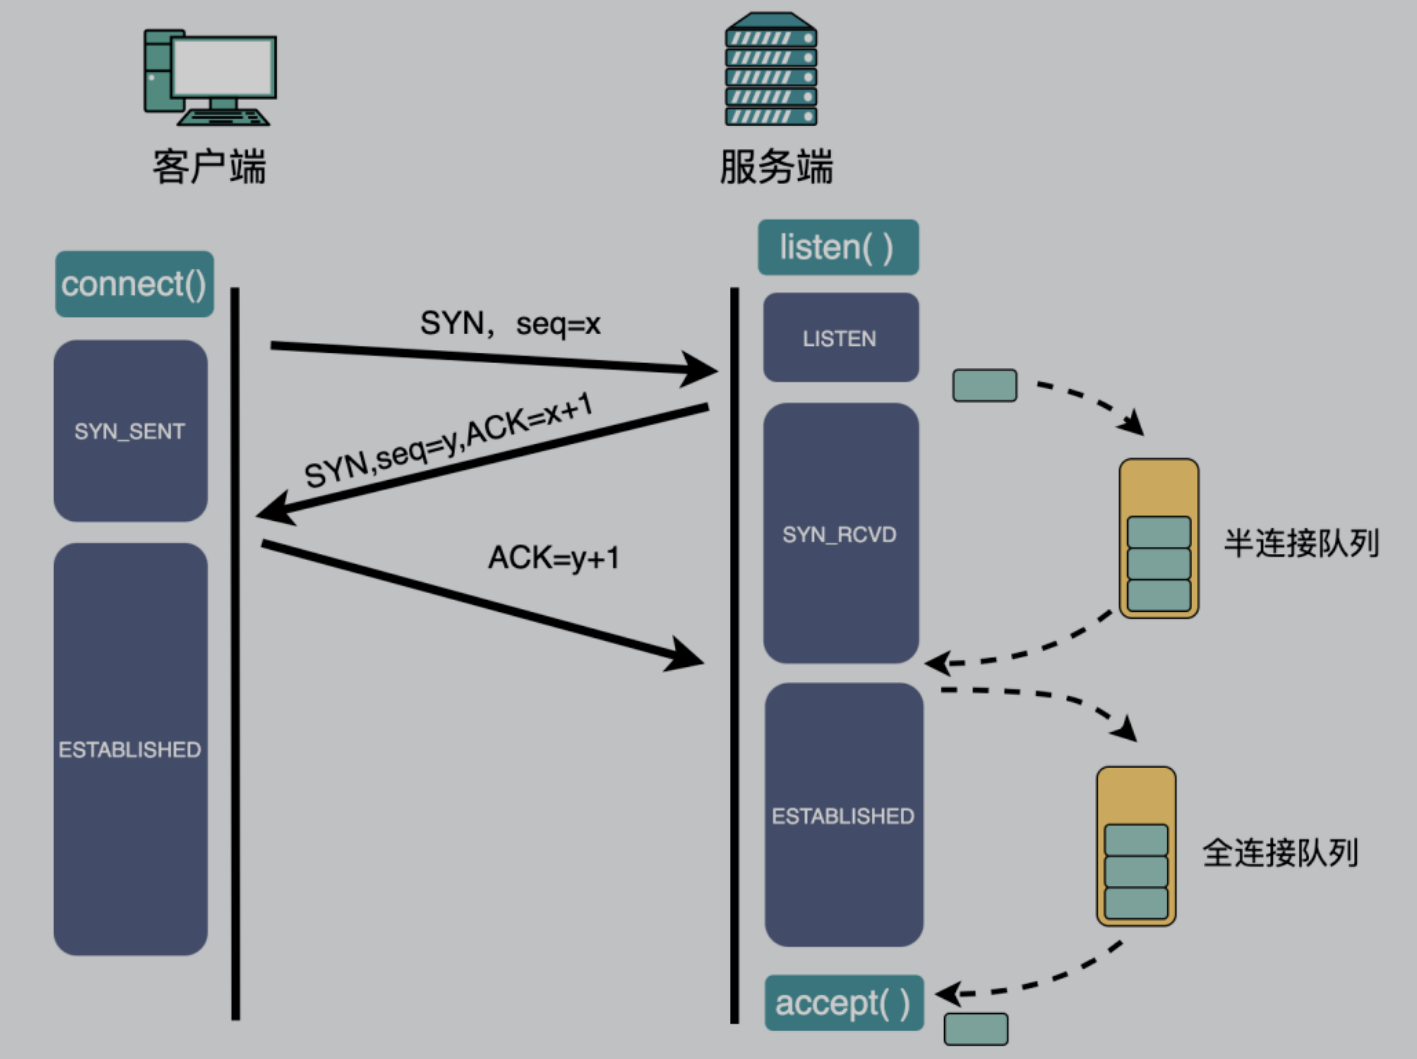 客户端
服务端
listen( )
connect()
SYN，seq=x
LISTEN
SYN_SENT
SYN,seq=y,ACK=x+1
SYN_RCVD
半连接队列
ACK=y+1
ESTABLISHED
ESTABLISHED
全连接队列
accept( )